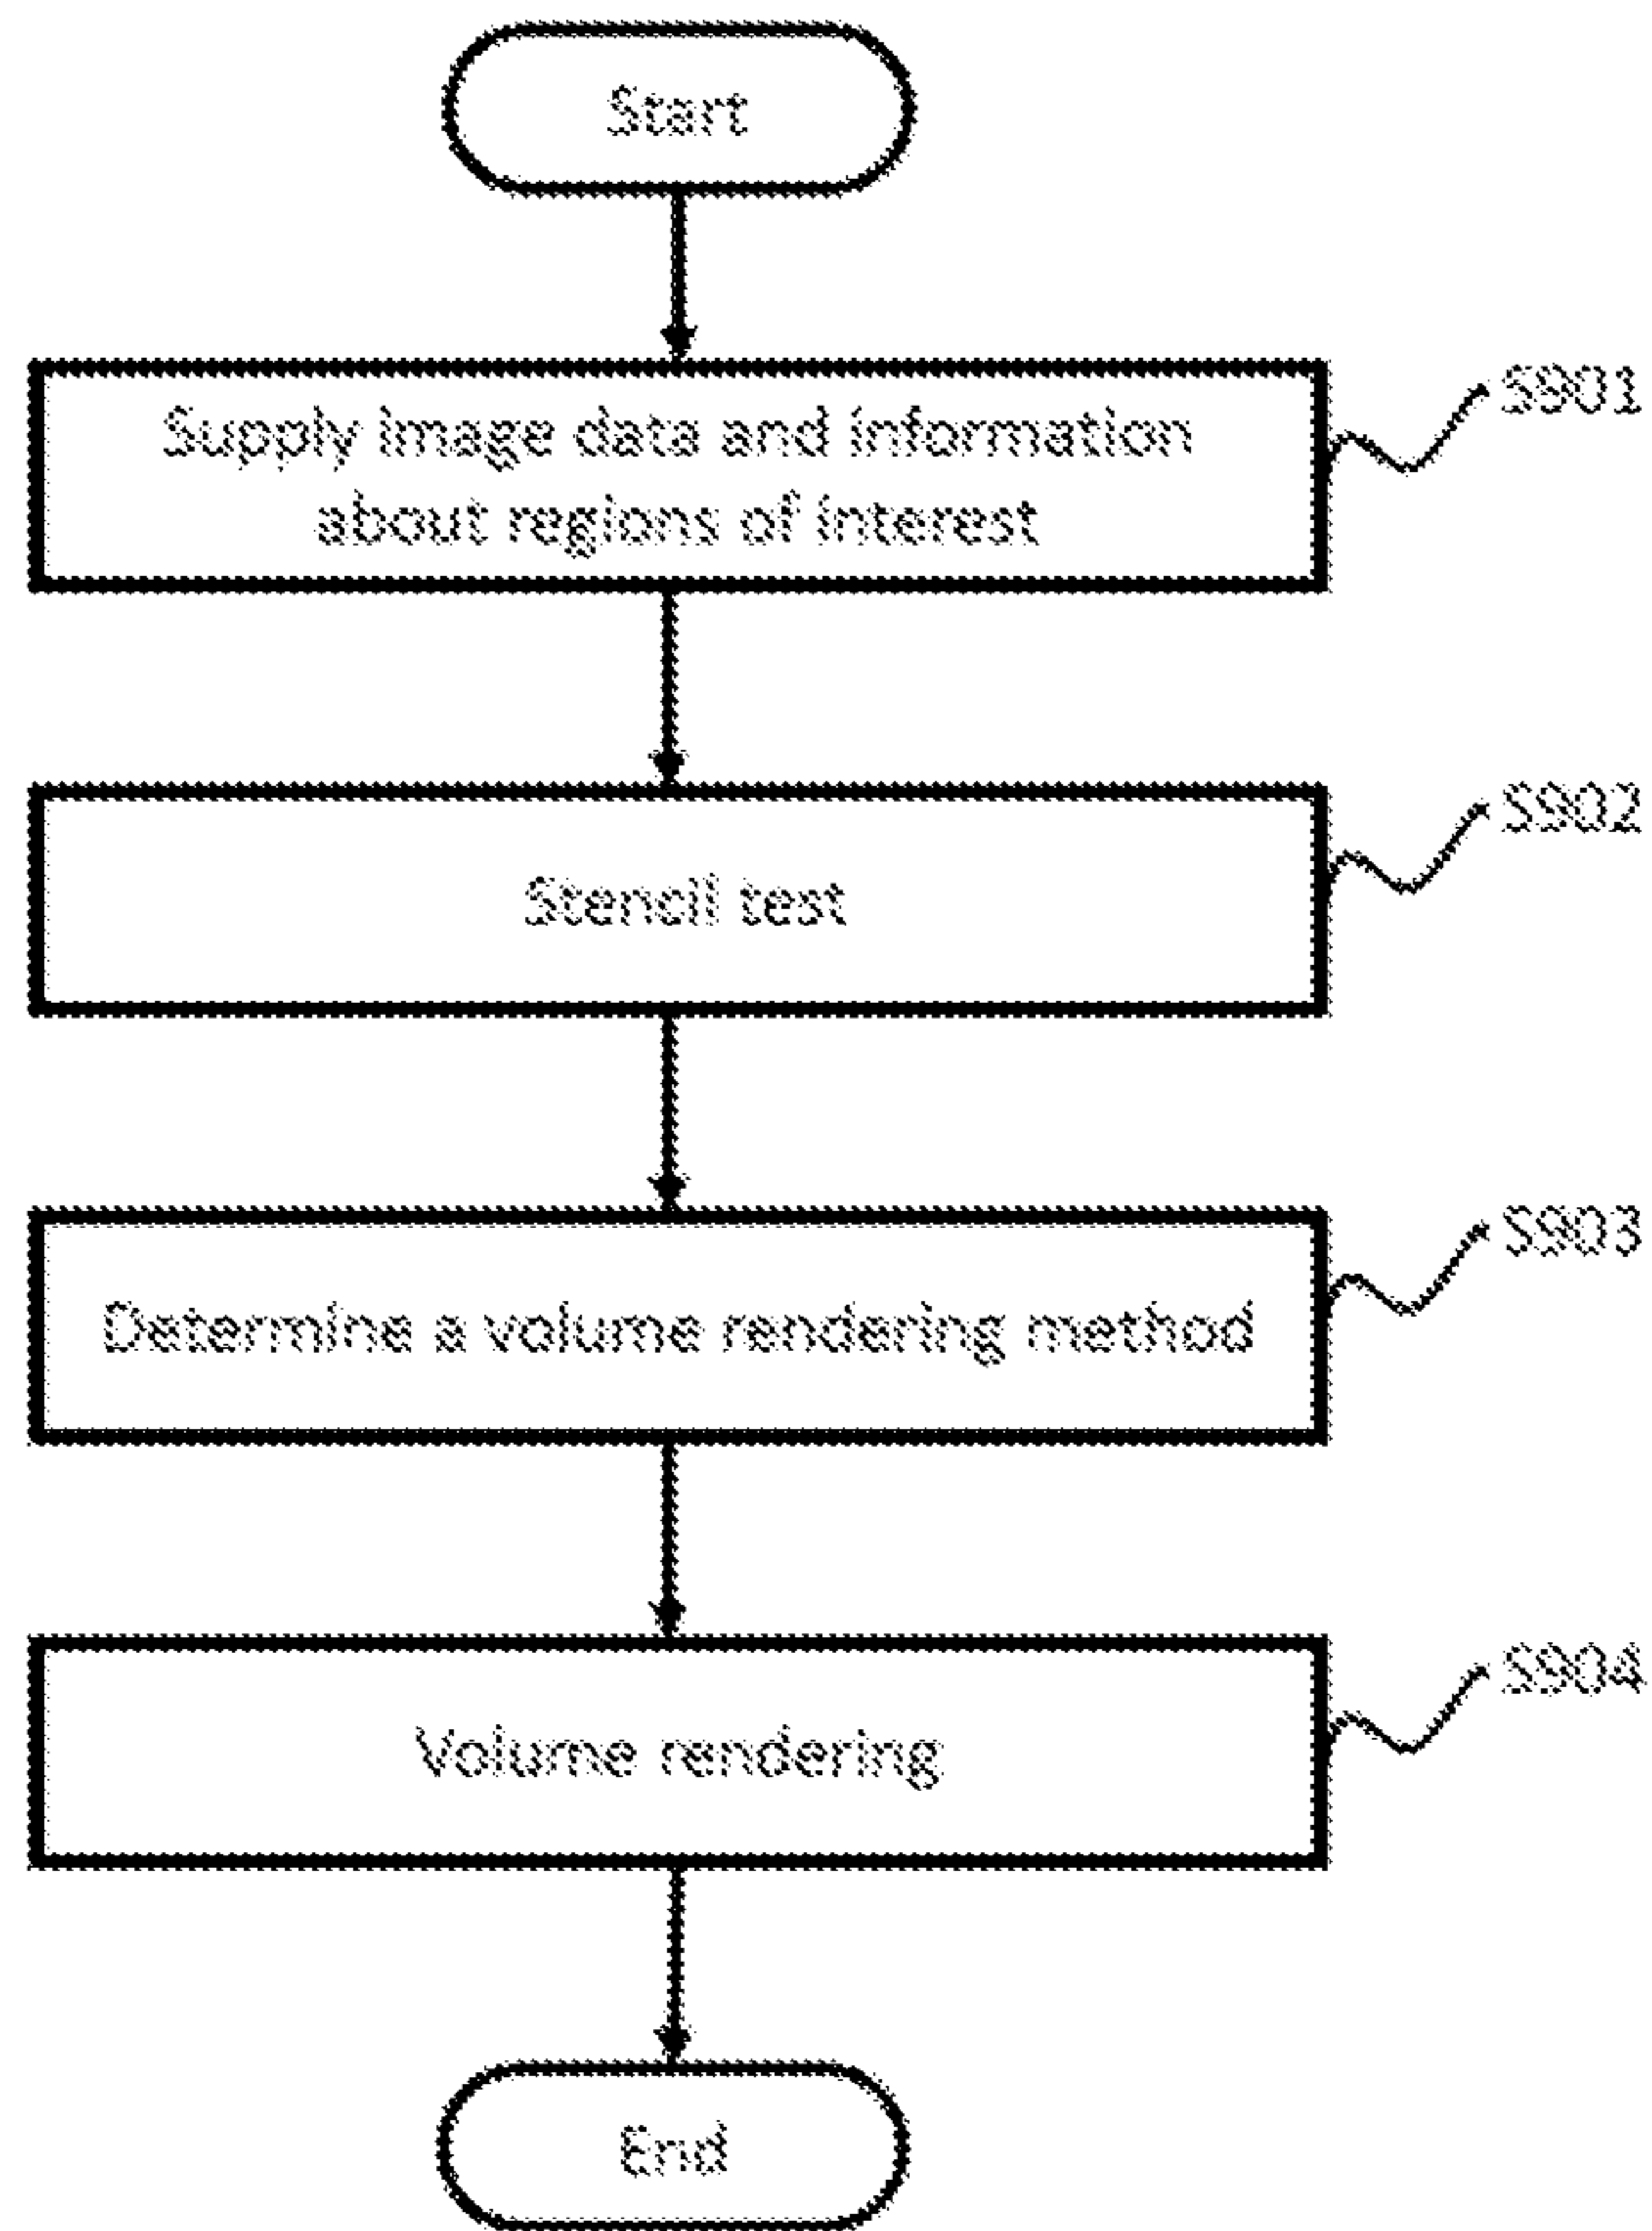 Start
Supply image data and information
about regions of interest
S901
Stencil test
S902
Determine a volume rendering method
S903
Volume rendering
S904
End